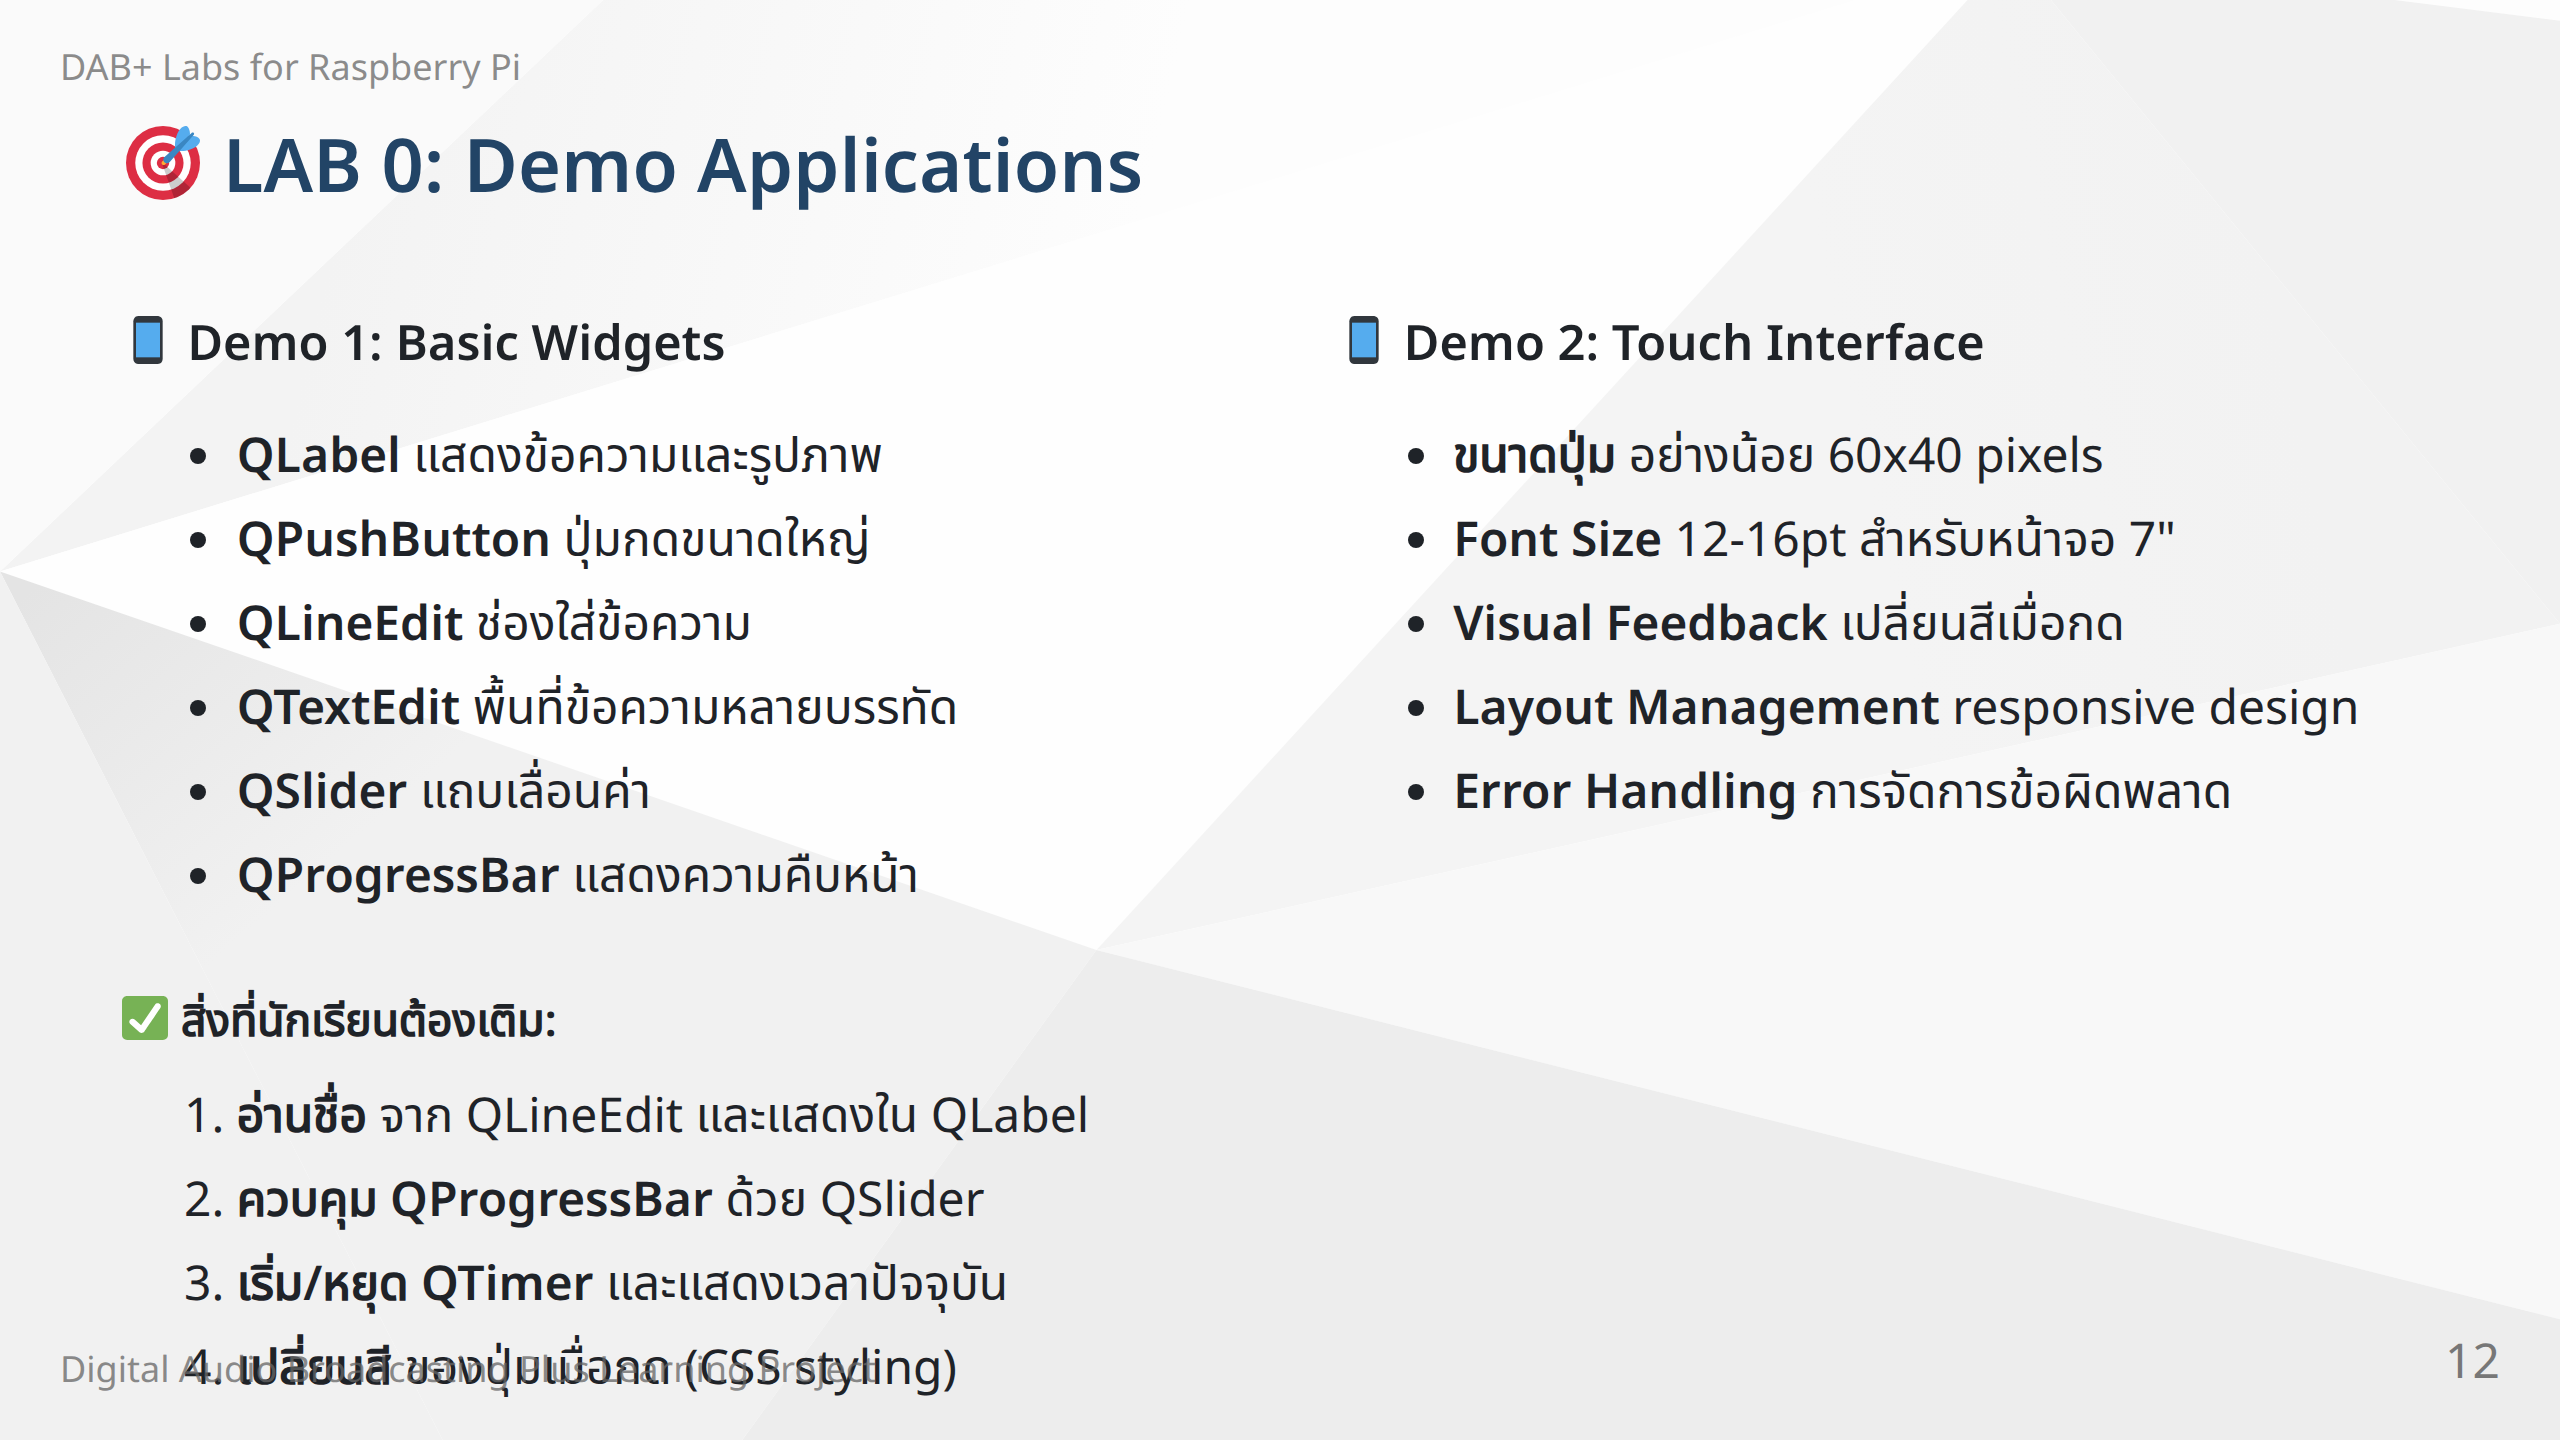 DAB+ Labs for Raspberry Pi
🎯 LAB 0: Demo Applications
📱 Demo 1: Basic Widgets
• QLabel แสดงข้อความและรูปภาพ
• QPushButton ปุ่มกดขนาดใหญ่
• QLineEdit ช่องใส่ข้อความ
• QTextEdit พื้นที่ข้อความหลายบรรทัด
• QSlider แถบเลื่อนค่า
• QProgressBar แสดงความคืบหน้า
📱 Demo 2: Touch Interface
• ขนาดปุ่ม อย่างน้อย 60x40 pixels
• Font Size 12-16pt สำหรับหน้าจอ 7"
• Visual Feedback เปลี่ยนสีเมื่อกด
• Layout Management responsive design
• Error Handling การจัดการข้อผิดพลาด
✅ สิ่งที่นักเรียนต้องเติม:
1. อ่านชื่อ จาก QLineEdit และแสดงใน QLabel
2. ควบคุม QProgressBar ด้วย QSlider
3. เริ่ม/หยุด QTimer และแสดงเวลาปัจจุบัน
4. เปลี่ยนสี ของปุ่มเมื่อกด (CSS styling)
Digital Audio Broadcasting Plus Learning Project
12